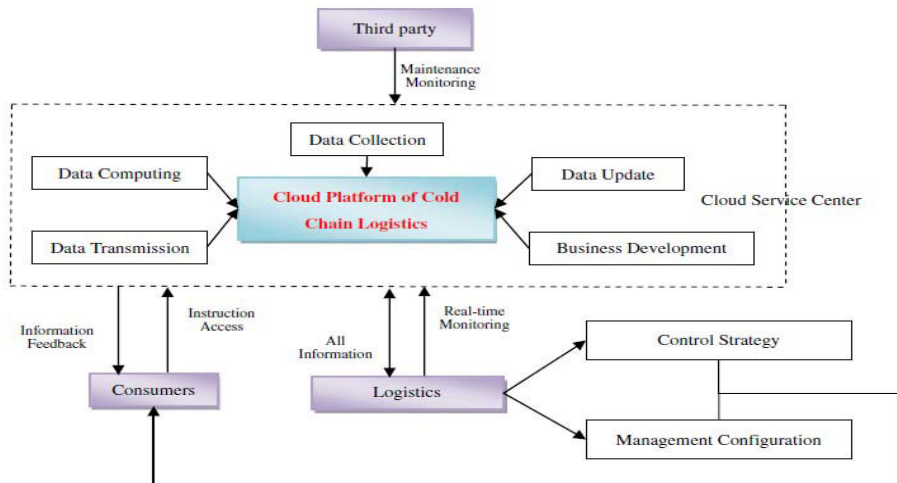 Third party
Maintenance
Monitoring
Data Collection
Data Computing
Cloud Platform of Cold
Chain Logistics
Data Update
Cloud Service Center
Data Transmission
Business Development
Information
Feedback
Instruction
Access
All
Information
Real-time
Monitoring
Control Strategy
Consumers
Logistics
Management Configuration